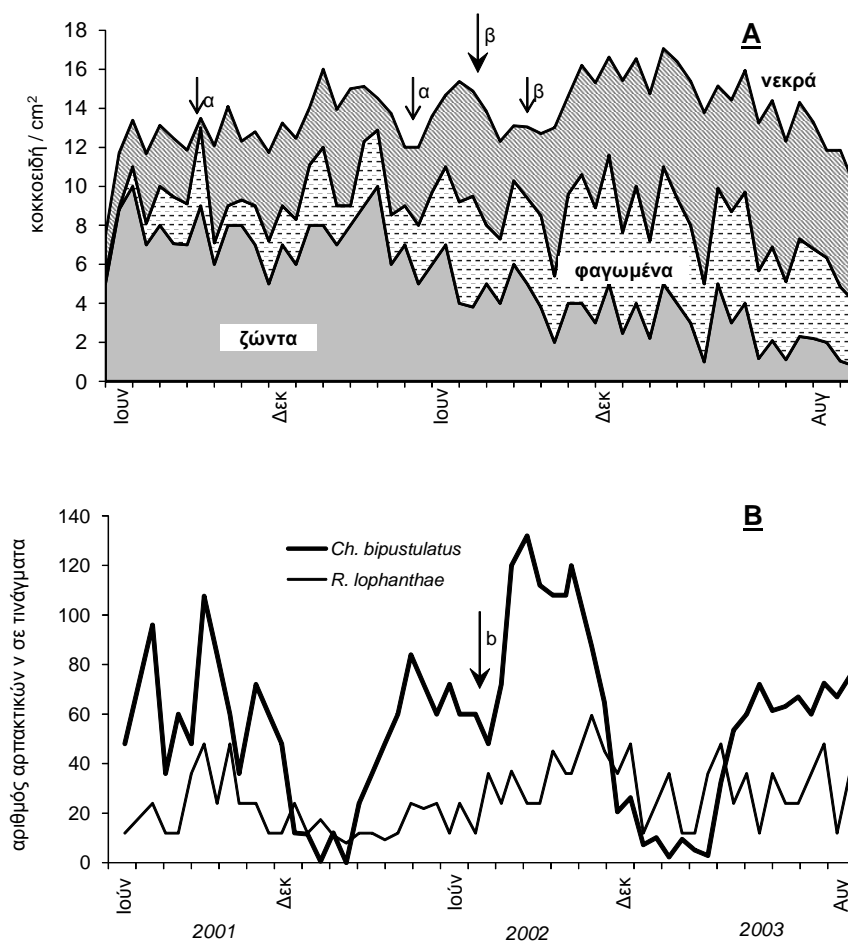 A
κοκκοειδή / cm²
18
16
14
12
10
8
6
4
2
0
α
α
β
β
νεκρά
φαγωμένα
ζώντα
Ιουν
Δεκ
Ιουν
Δεκ
Αυγ
B
αριθμός αρπακτικών ν σε τινάγματα
140
120
100
80
60
40
20
0
Ch. bipustulatus
R. lophanthae
b
Ιούν
Δεκ
Ιούν
Δεκ
Αυγ
2001
2002
2003